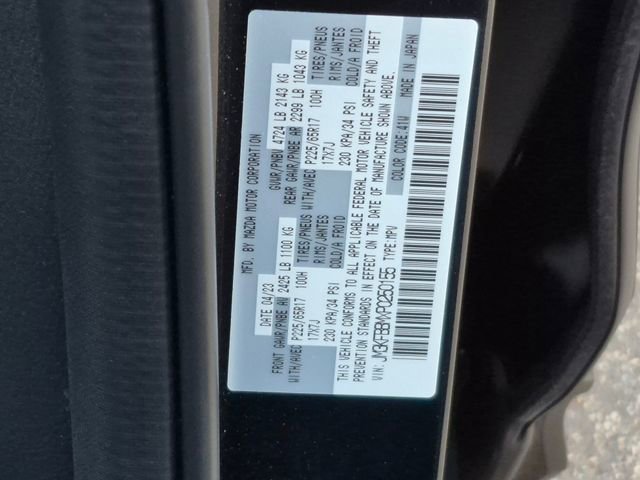 MFD. BY MAZDA MOTOR CORPORATION
DATE 04/23 GVWR/PNBV 4724 LB 2143 KG
FRONT GAWR/PNBE AV 2425 LB 1100 KG REAR GAWR/PNBE AR 2299 LB 1043 KG
WITH/AVEC P225/65R17 100H TIRES/PNEUS WITH/AVEC P225/65R17 100H TIRES/PNEUS
17X7J RIMS/JANTES 17X7J RIMS/JANTES
230 KPA/34 PSI COLD/A FROID 230 KPA/34 PSI COLD/A FROID
THIS VEHICLE CONFORMS TO ALL APPLICABLE FEDERAL MOTOR VEHICLE SAFETY AND THEFT
PREVENTION STANDARDS IN EFFECT ON THE DATE OF MANUFACTURE SHOWN ABOVE.
COLOR CODE:41W MADE IN JAPAN
VIN: TYPE:MPV